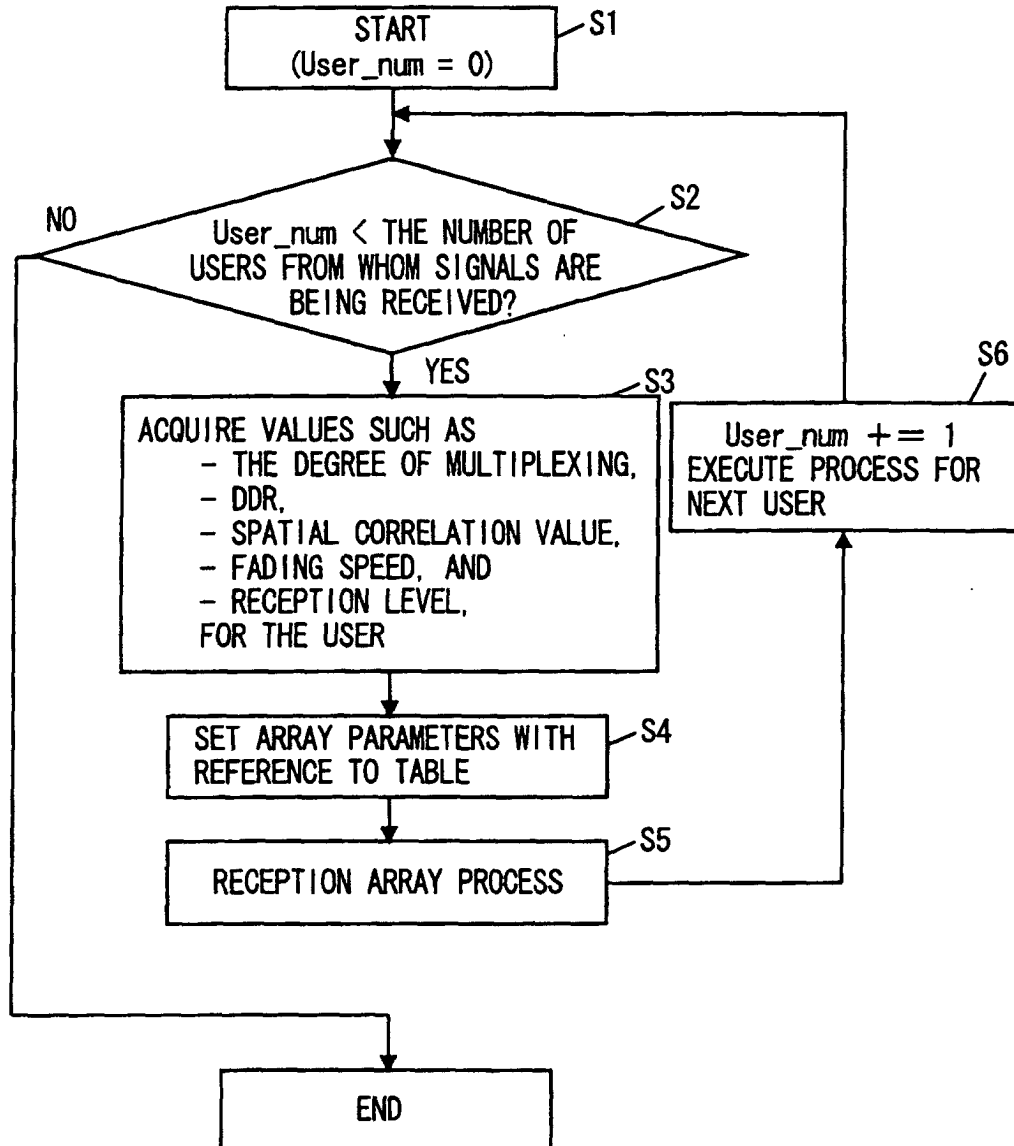 START
(User_num = 0)
S1
S2
NO
User_num < THE NUMBER OF
USERS FROM WHOM SIGNALS ARE
BEING RECEIVED?
YES
S3
ACQUIRE VALUES SUCH AS
- THE DEGREE OF MULTIPLEXING,
- DDR,
- SPATIAL CORRELATION VALUE,
- FADING SPEED, AND
- RECEPTION LEVEL,
FOR THE USER
S6
User_num += 1
EXECUTE PROCESS FOR
NEXT USER
SET ARRAY PARAMETERS WITH
REFERENCE TO TABLE
S4
RECEPTION ARRAY PROCESS
S5
END